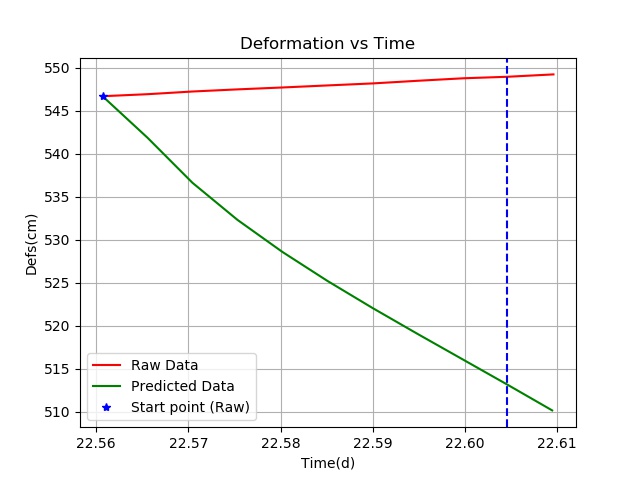 Deformation vs Time
Defs(cm)
550
545
540
535
530
525
520
515
510
Raw Data
Predicted Data
Start point (Raw)
22.56 22.57 22.58 22.59 22.60 22.61
Time(d)